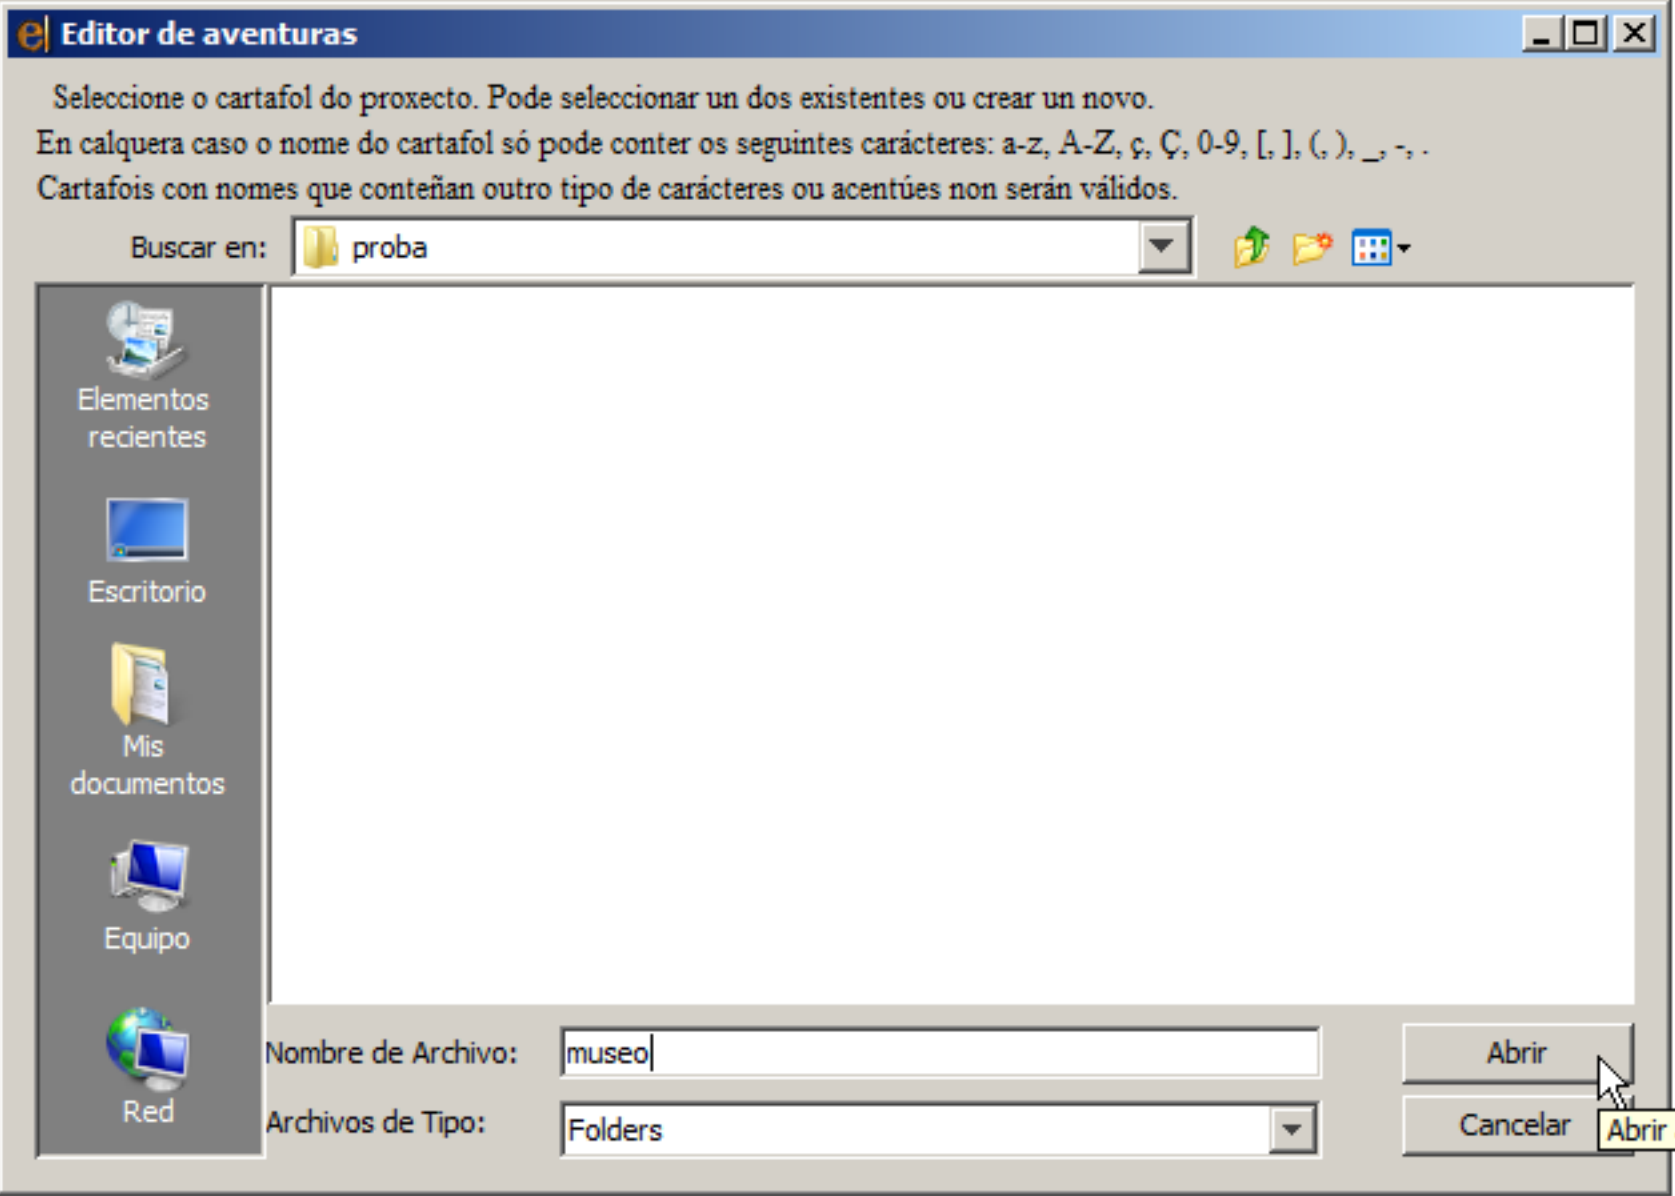 e Editor de aventuras
Seleccione o cartafol do proxecto. Pode seleccionar un dos existentes ou crear un novo.
En calquera caso o nome do cartafol só pode conter os seguintes carácteres: a-z, A-Z, ç, Ç, 0-9, [, ], (, ), _, -, .
Cartafois con nomes que conteñan outro tipo de carácteres ou acentúes non serán válidos.
Buscar en: proba
Elementos
recientes
Escritorio
Mis
documentos
Equipo
Red
Nombre de Archivo: museo Abrir
Archivos de Tipo: Folders Cancelar
Abrir